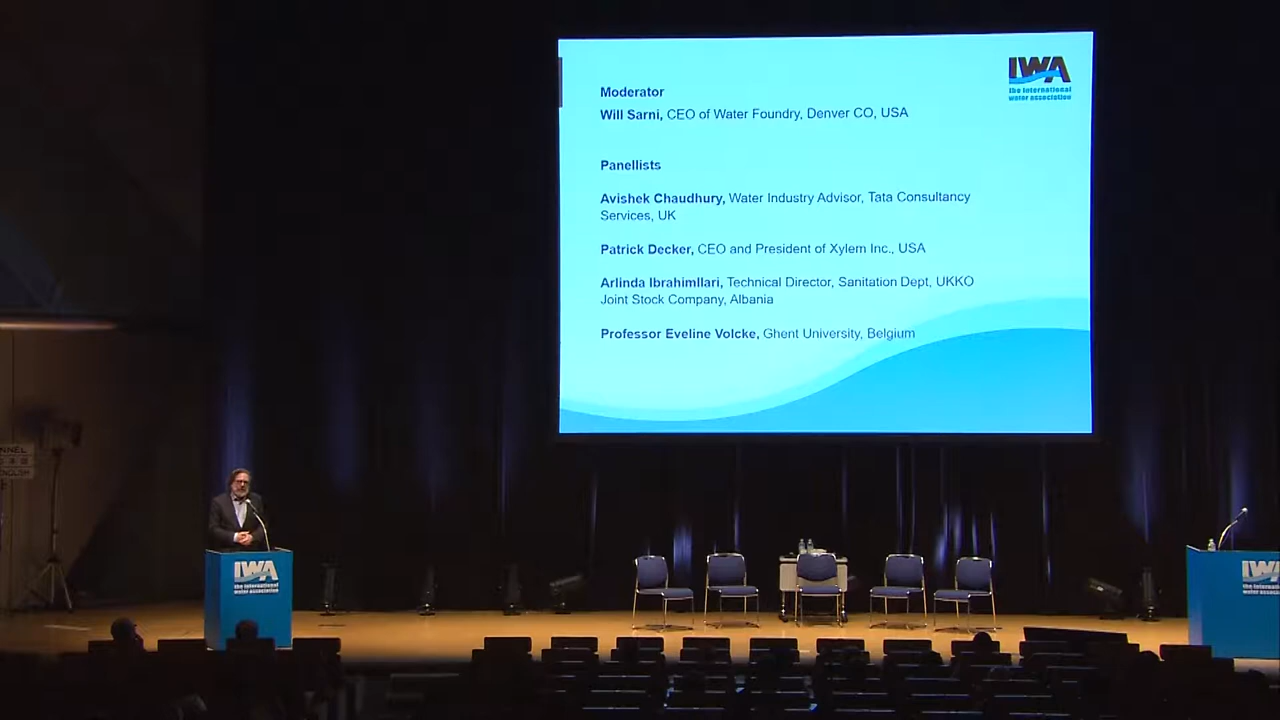 IWA
the international
water association
Moderator
Will Sarni, CEO of Water Foundry, Denver CO, USA
Panellists
Avishek Chaudhury, Water Industry Advisor, Tata Consultancy
Services, UK
Patrick Decker, CEO and President of Xylem Inc., USA
Arlinda Ibrahimllari, Technical Director, Sanitation Dept, UKKO
Joint Stock Company, Albania
Professor Eveline Volcke, Ghent University, Belgium
NNEL
ENGLISH
IWA
the international
water association
IWA
the international
water association